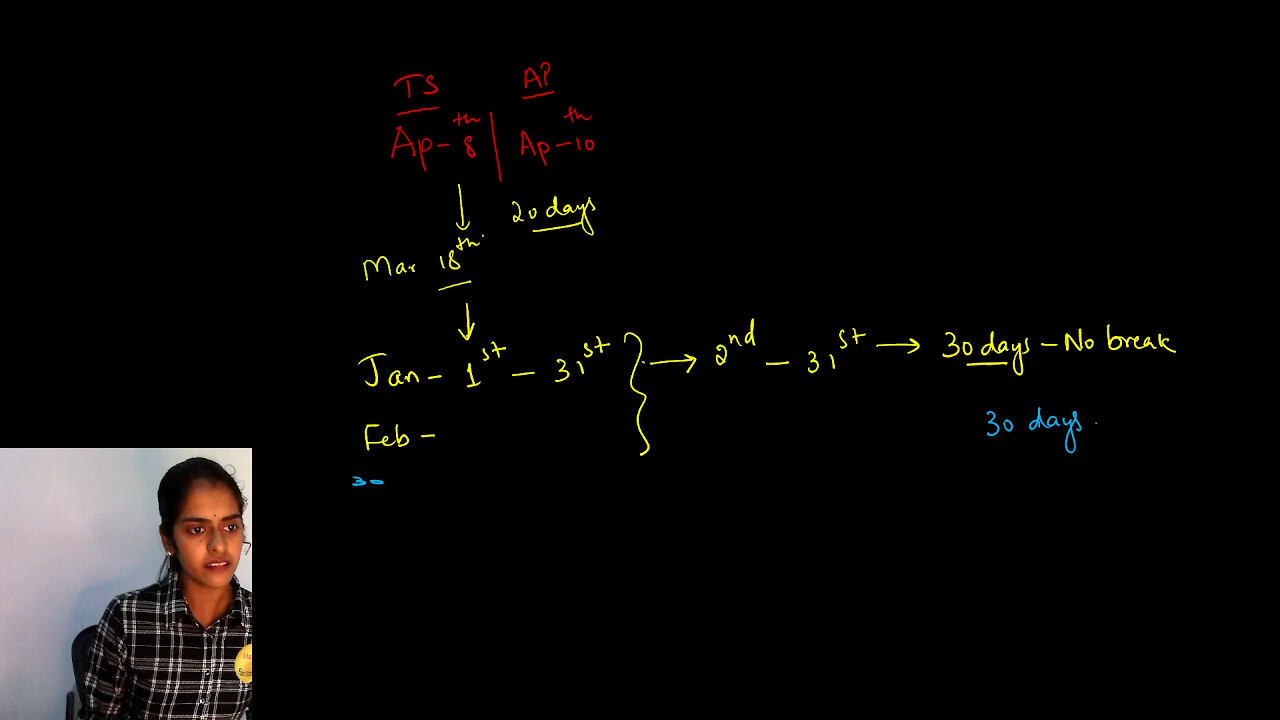 TS AP
Ap-8th | Ap-10th
20 days
Mar 18th.
Jan - 1st - 31st } → 2nd - 31st → 30 days - No break
Feb -
30 days.
30